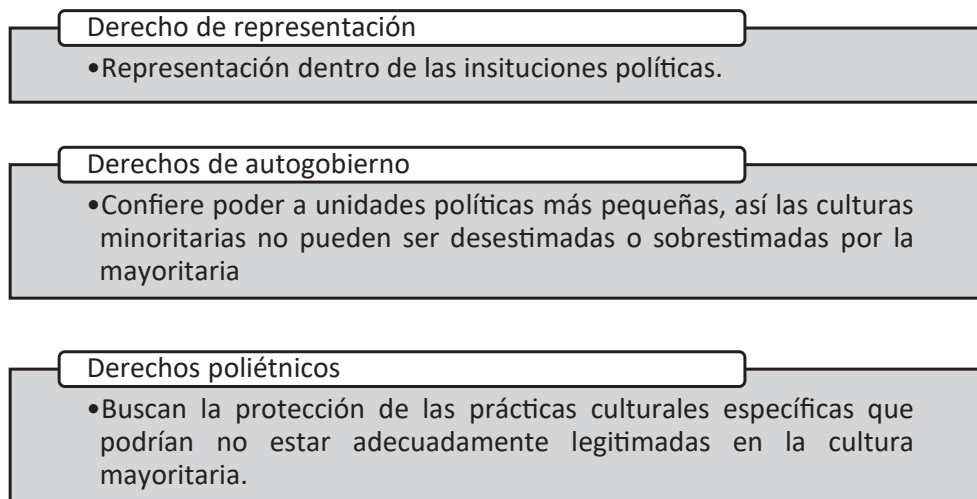 Derecho de representación
•Representación dentro de las insituciones políticas.
Derechos de autogobierno
•Confiere poder a unidades políticas más pequeñas, así las culturas
minoritarias no pueden ser desestimadas o sobrestimadas por la
mayoritaria
Derechos poliétnicos
•Buscan la protección de las prácticas culturales específicas que
podrían no estar adecuadamente legitimadas en la cultura
mayoritaria.